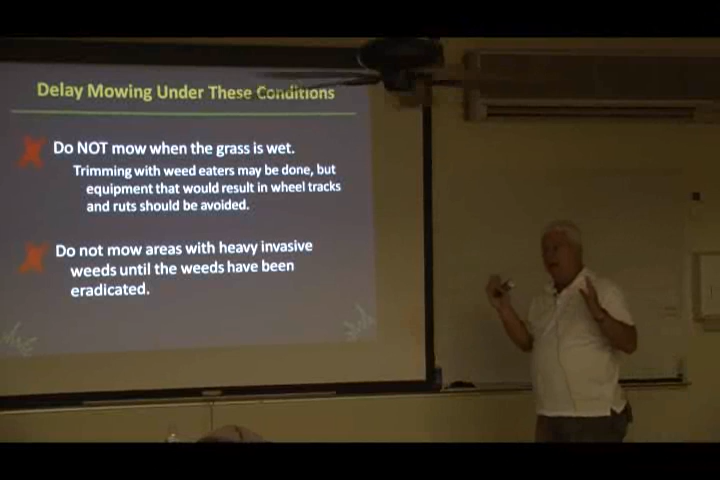 Delay Mowing Under These Conditions
Do NOT mow when the grass is wet.
Trimming with weed eaters may be done, but
equipment that would result in wheel tracks
and ruts should be avoided.
Do not mow areas with heavy invasive
weeds until the weeds have been
eradicated.